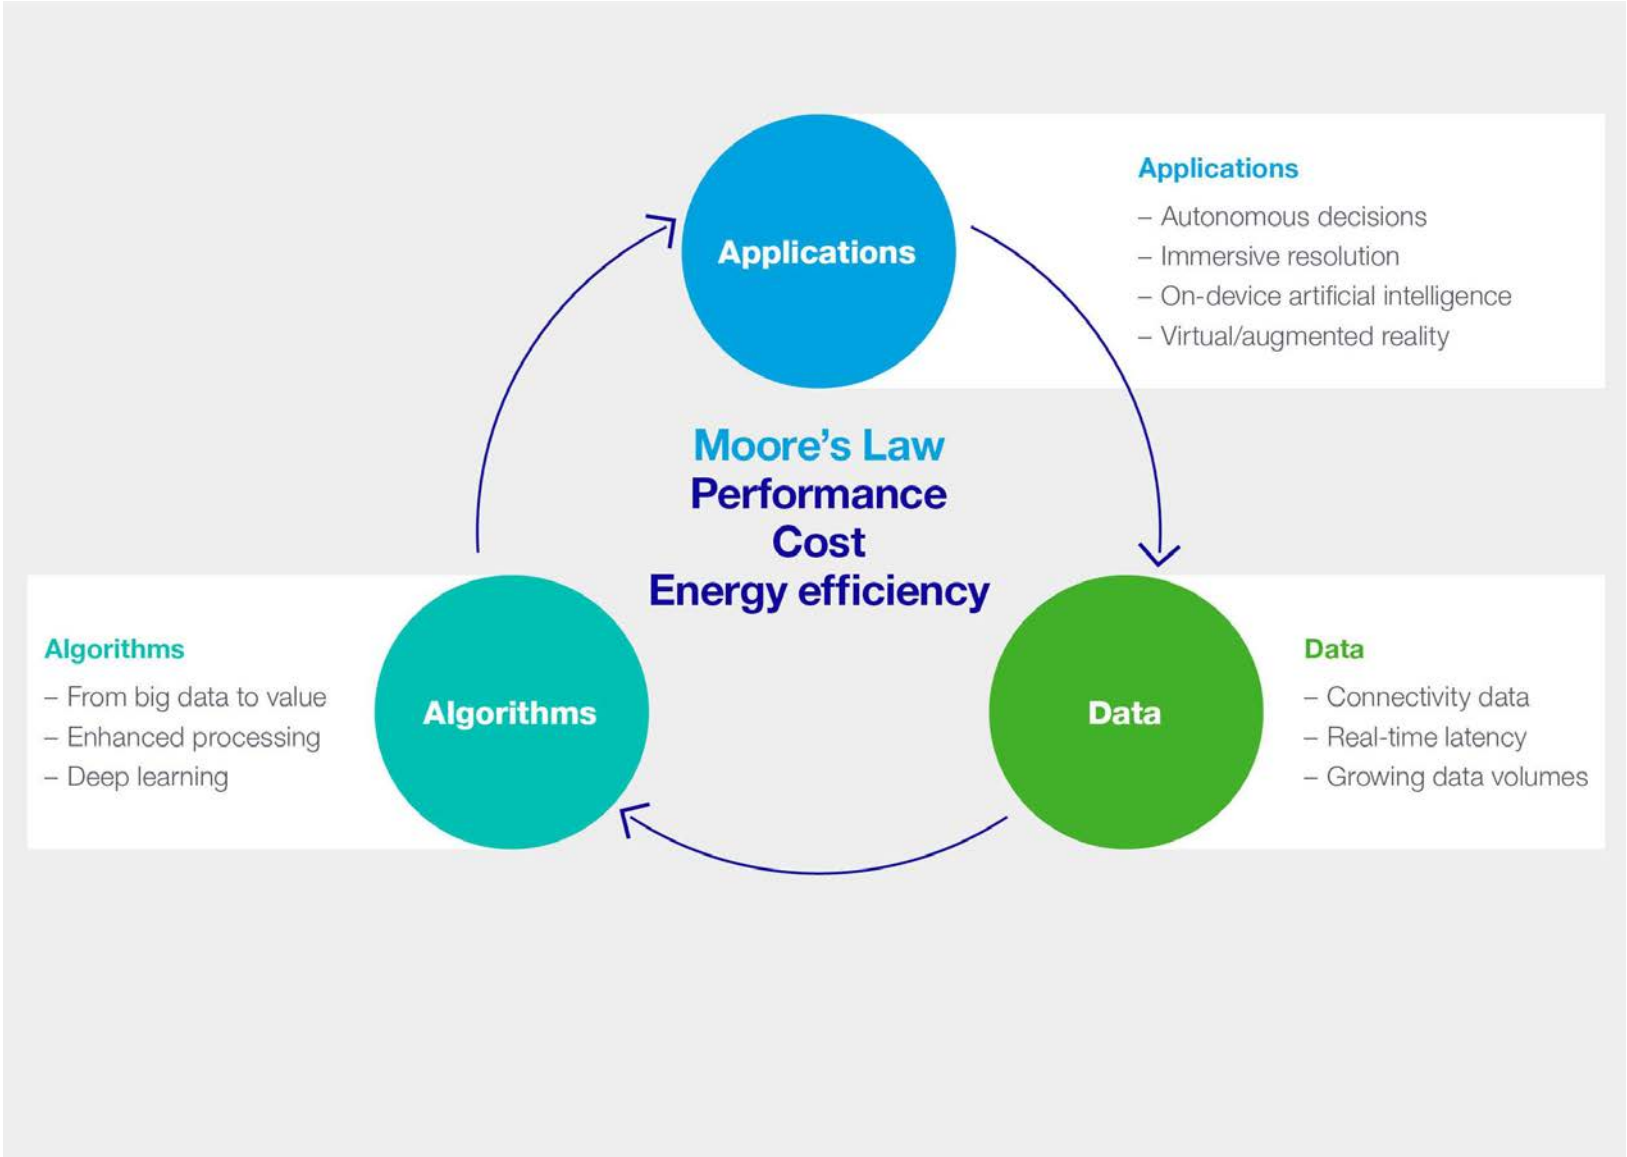 Applications
Applications
– Autonomous decisions
– Immersive resolution
– On-device artificial intelligence
– Virtual/augmented reality
Moore’s Law
Performance
Cost
Energy efficiency
Algorithms
– From big data to value
– Enhanced processing
– Deep learning
Algorithms
Data
Data
– Connectivity data
– Real-time latency
– Growing data volumes